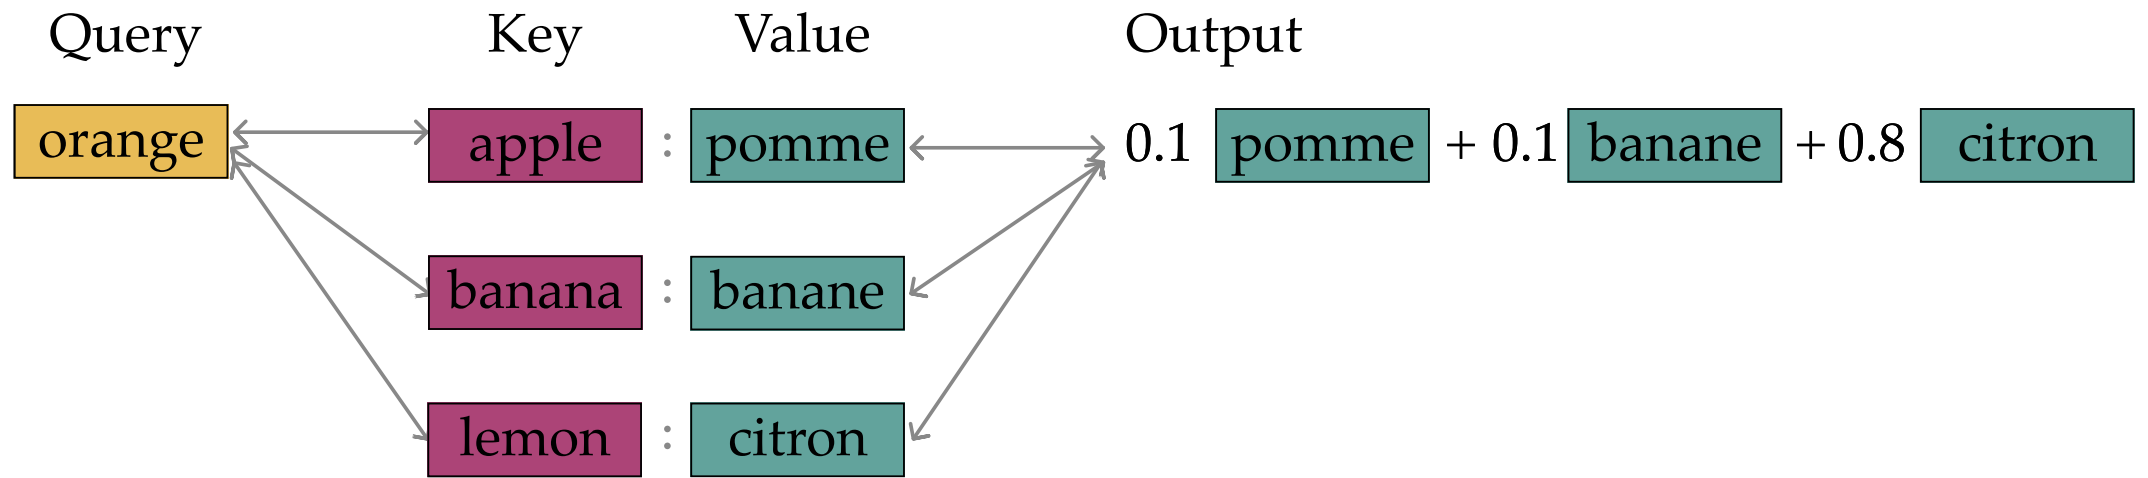 Query Key Value Output
orange apple : pomme 0.1 pomme + 0.1 banane + 0.8 citron
banana : banane
lemon : citron